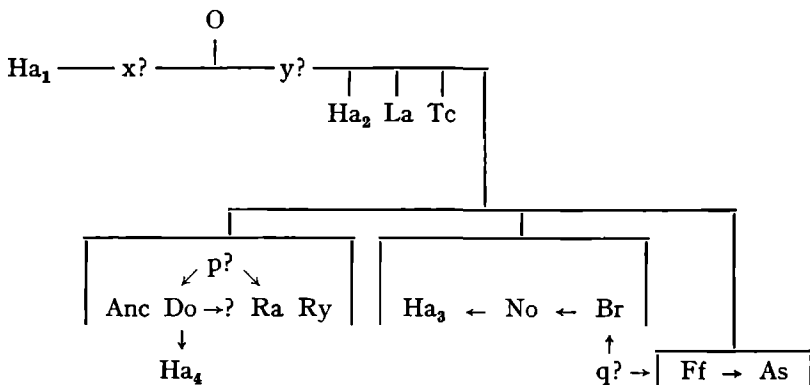 O
Ha₁ x? y?
Ha₂ La Tc
p?
Anc Do →? Ra Ry Ha₃ ← No ← Br
Ha₄ q? → Ff → As